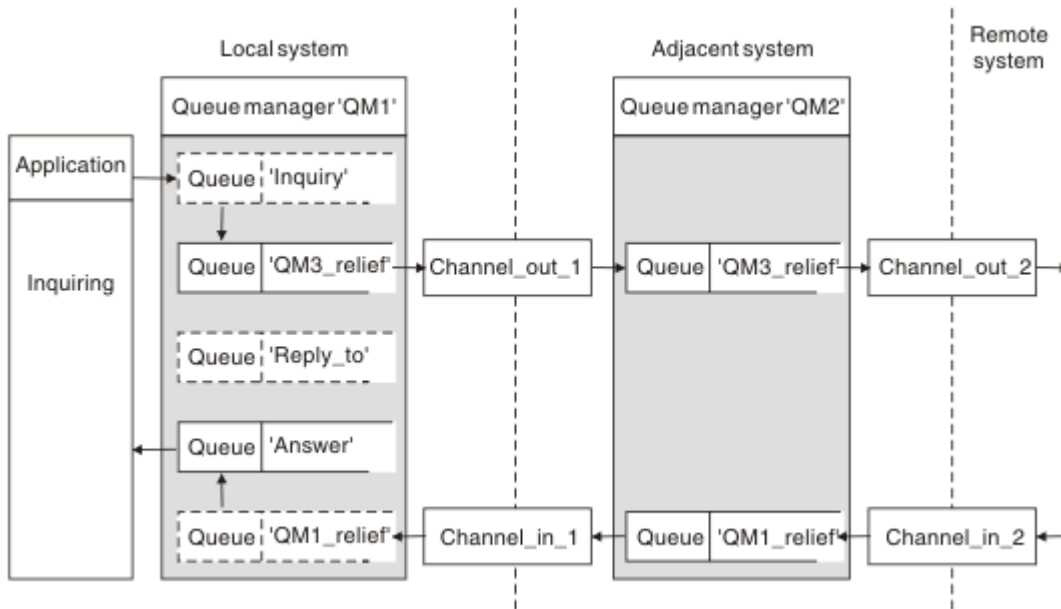 Local system
Adjacent system
Remote
system
Queue manager 'QM1'
Queue manager 'QM2'
Application
Inquiring
Queue 'Inquiry'
Queue 'QM3_relief'
Channel_out_1
Queue 'QM3_relief'
Channel_out_2
Queue 'Reply_to'
Queue 'Answer'
Queue 'QM1_relief'
Channel_in_1
Queue 'QM1_relief'
Channel_in_2